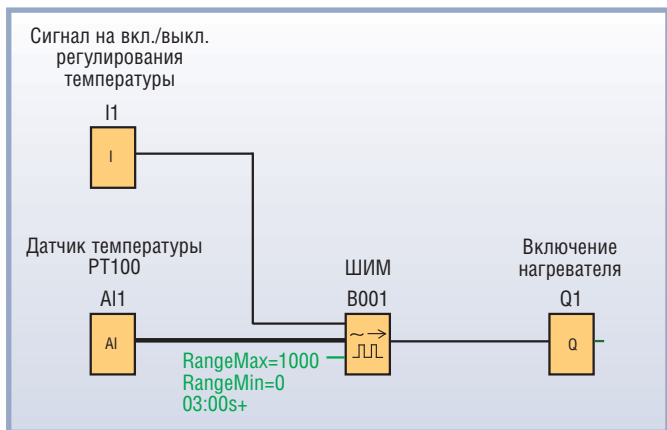 Сигнал на вкл./выкл.
регулирования
температуры
I1
I
Датчик температуры
PT100
AI1
AI
ШИМ
B001
RangeMax=1000
RangeMin=0
03:00s+
Включение
нагревателя
Q1
Q